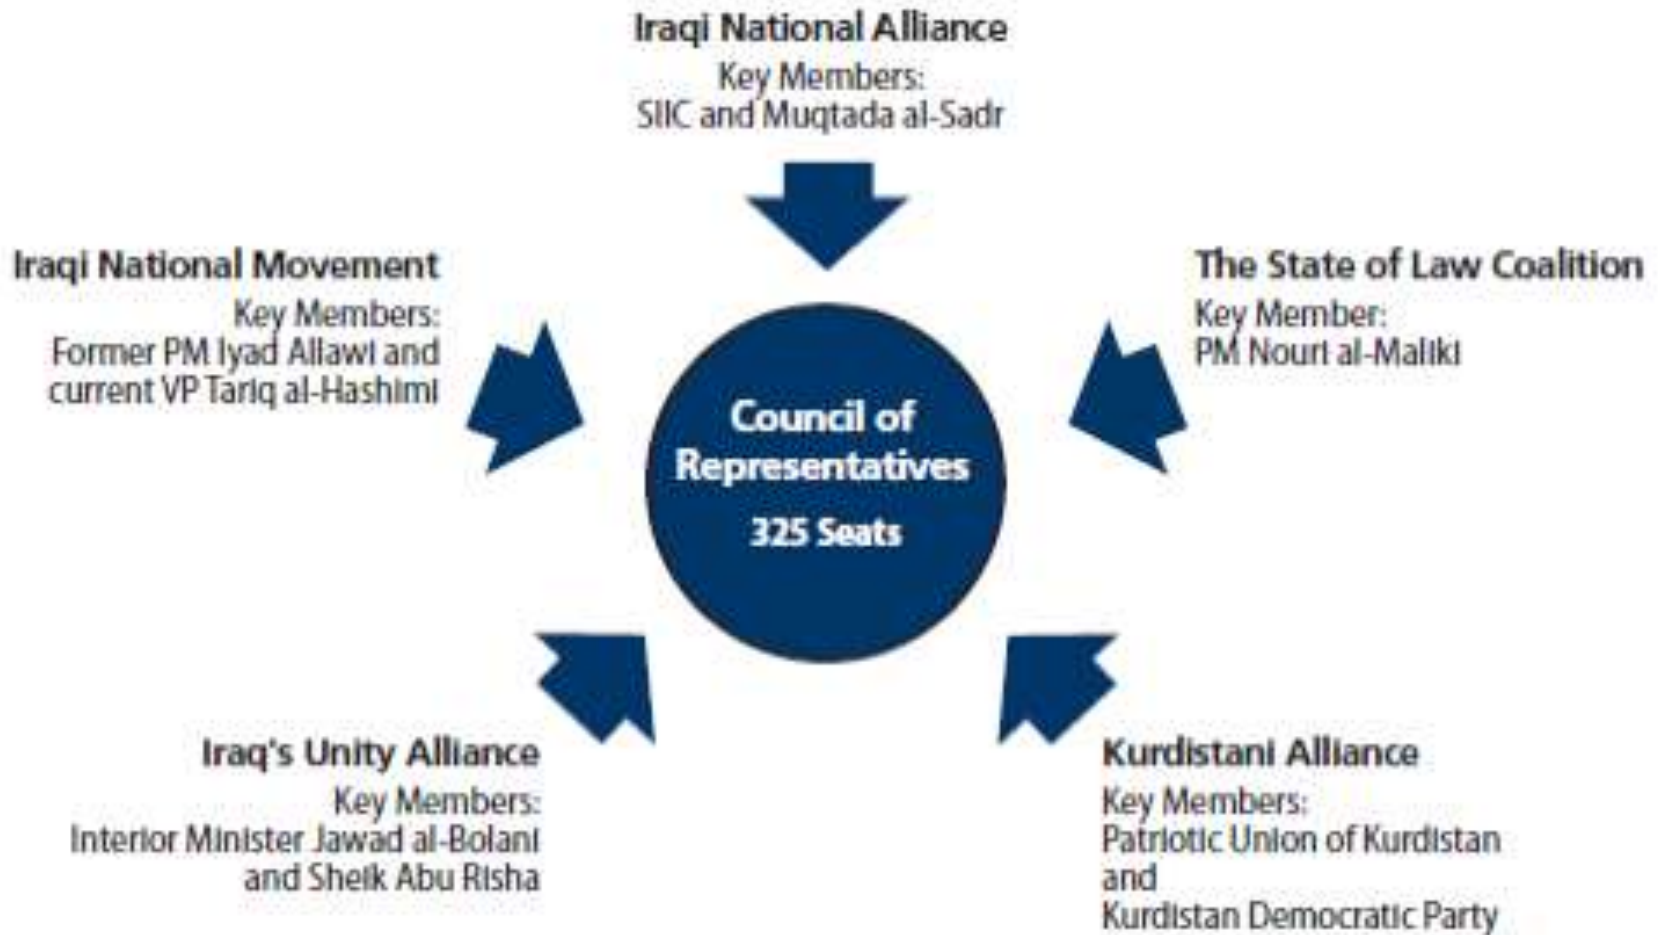 Iraqi National Alliance
Key Members:
SIIC and Muqtada al-Sadr
Iraqi National Movement
Key Members:
Former PM Iyad Allawi and
current VP Tariq al-Hashimi
The State of Law Coalition
Key Member:
PM Nouri al-Maliki
Council of
Representatives
325 Seats
Iraq's Unity Alliance
Key Members:
Interior Minister Jawad al-Bolani
and Sheik Abu Risha
Kurdistani Alliance
Key Members:
Patriotic Union of Kurdistan
and
Kurdistan Democratic Party